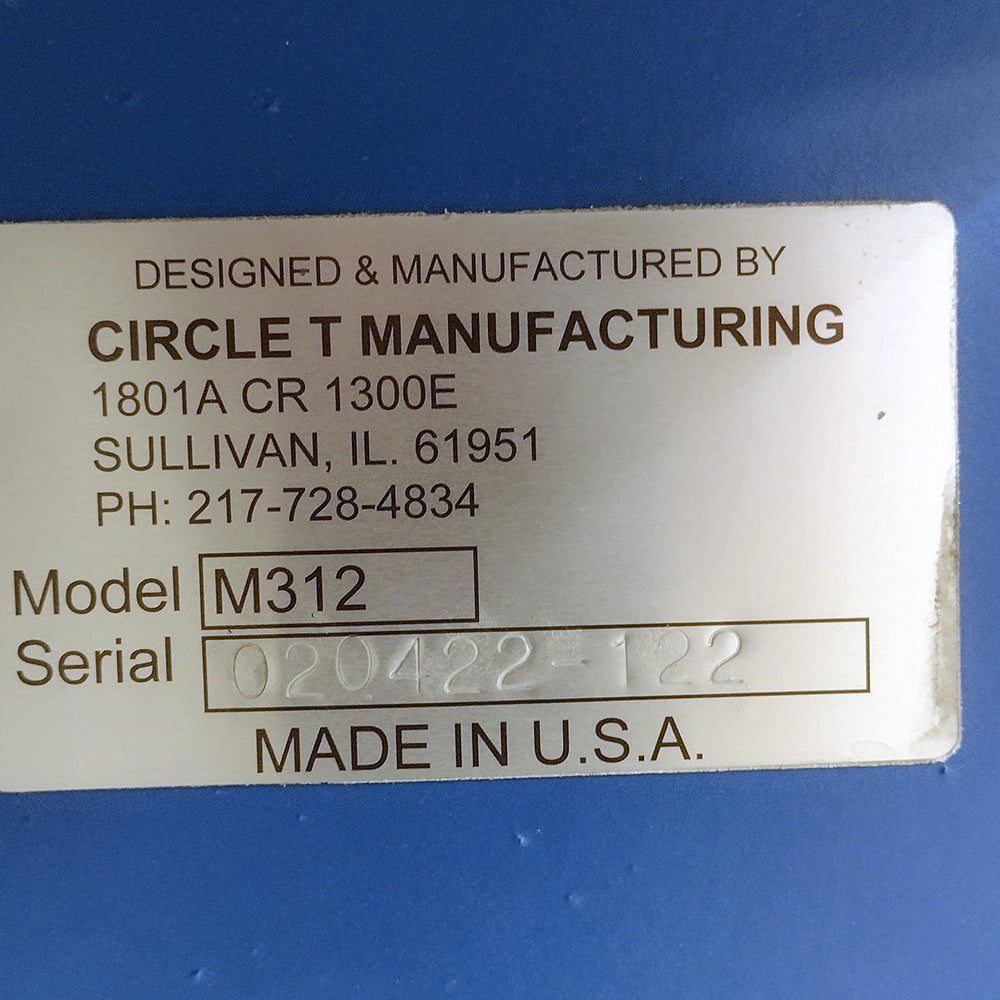 DESIGNED & MANUFACTURED BY
CIRCLE T MANUFACTURING
1801A CR 1300E
SULLIVAN, IL. 61951
PH: 217-728-4834
Model M312
Serial 020422-122
MADE IN U.S.A.